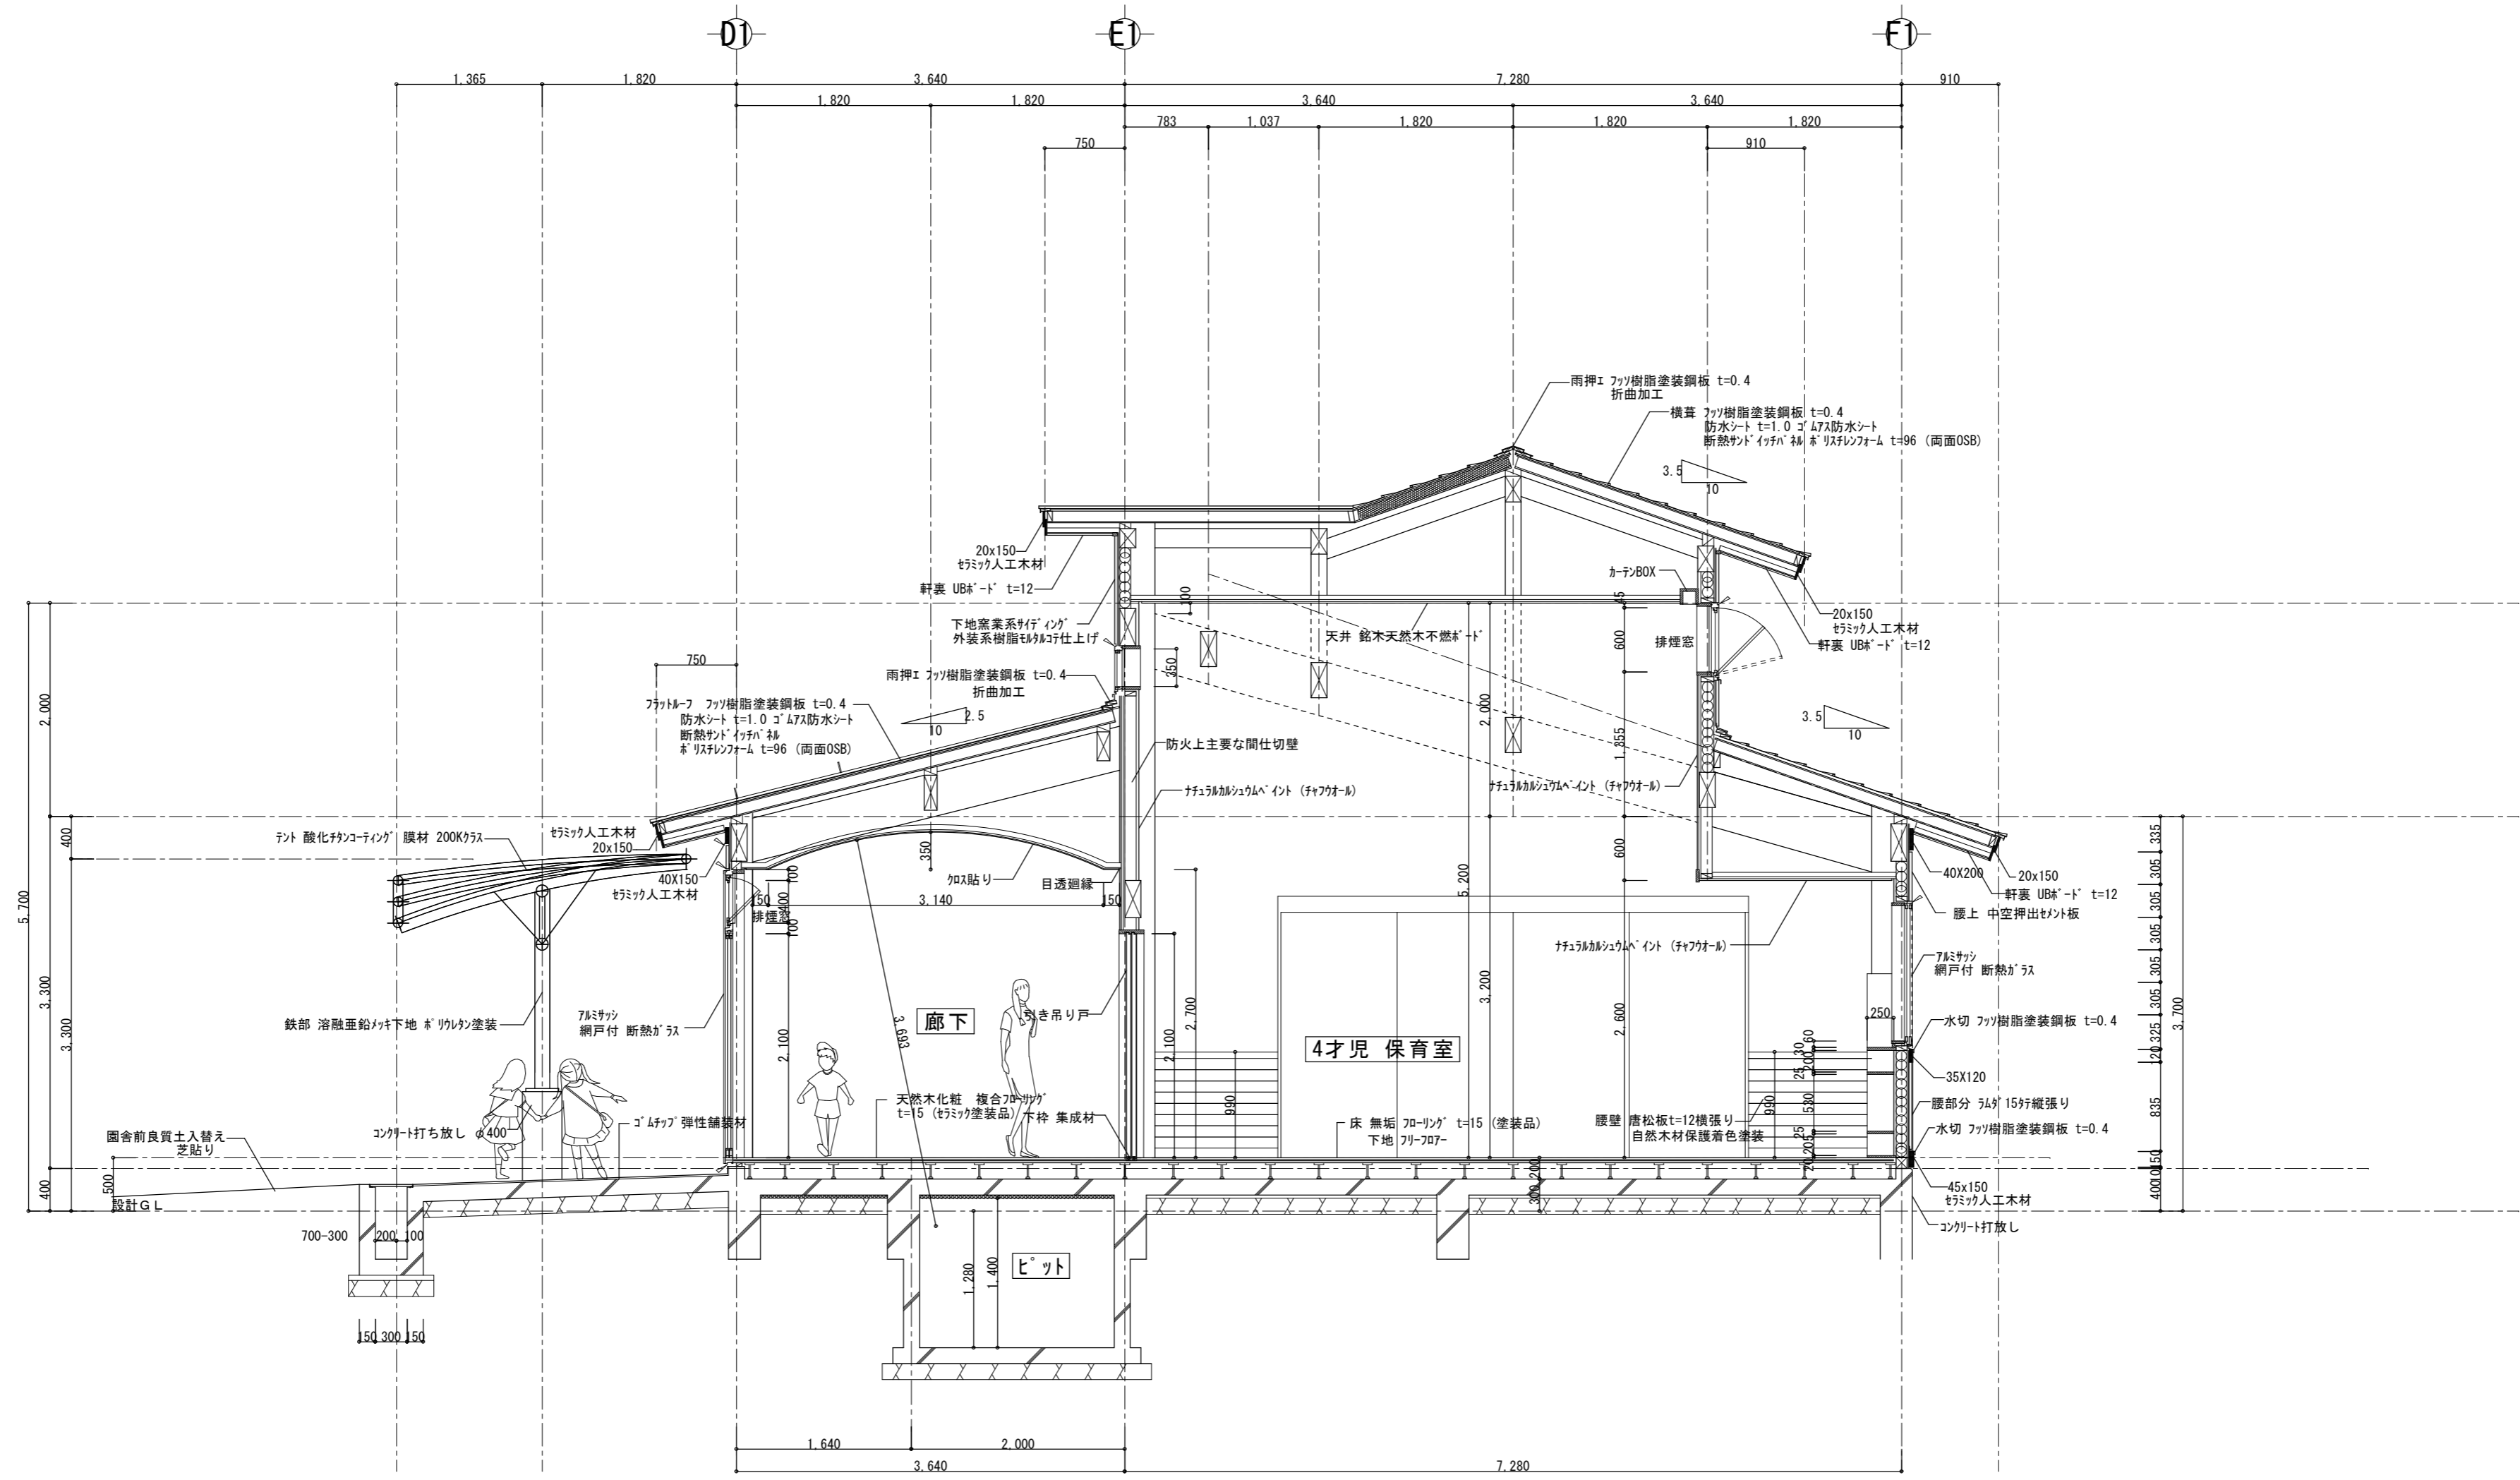 D1
E1
F1
1,365
1,820
3,640
7,280
910
1,820
1,820
3,640
3,640
783
1,037
1,820
1,820
1,820
750
910
雨押エ フッソ樹脂塗装鋼板 t=0.4
折曲加工
横葺 フッソ樹脂塗装鋼板 t=0.4
防水シート t=1.0 ゴムアス防水シート
断熱サンドイッチパネル ポリスチレンフォーム t=96 (両面OSB)
3.5
10
20x150
セラミック人工木材
軒裏 UBボード t=12
カーテンBOX
45
100
下地窯業系サイディング
外装系樹脂モルタルコテ仕上げ
天井 銘木天然木不燃ボード
600
排煙窓
20x150
セラミック人工木材
軒裏 UBボード t=12
750
350
雨押エ フッソ樹脂塗装鋼板 t=0.4
折曲加工
フラットルーフ フッソ樹脂塗装鋼板 t=0.4
防水シート t=1.0 ゴムアス防水シート
断熱サンドイッチパネル
ポリスチレンフォーム t=96 (両面OSB)
2.5
10
2,000
2,000
1,355
3.5
10
防火上主要な間仕切壁
ナチュラルカルシュウムペイント (チャフウオール)
ナチュラルカルシュウムペイント (チャフウオール)
テント 酸化チタンコーティング 膜材 200Kクラス
セラミック人工木材
20x150
400
350
600
335
40X150
セラミック人工木材
100
400
100
150
排煙窓
3,140
150
クロス貼り
目透廻縁
5,200
305
40X200
20x150
軒裏 UBボード t=12
305
腰上 中空押出セメント板
305
5,700
ナチュラルカルシュウムペイント (チャフウオール)
305
アルミサッシ
網戸付 断熱ガラス
305
3,300
3,300
鉄部 溶融亜鉛メッキ下地 ポリウレタン塗装
アルミサッシ
網戸付 断熱ガラス
2,100
3,693
廊下
引き吊り戸
2,100
2,700
3,200
2,600
4才児 保育室
250
305
3,700
水切 フッソ樹脂塗装鋼板 t=0.4
325
60
30
200
25
120
35X120
天然木化粧 複合フローリング
t=15 (セラミック塗装品)
下枠 集成材
990
床 無垢 フローリング t=15 (塗装品)
下地 フリーフロアー
腰壁 唐松板t=12横張り
自然木材保護着色塗装
990
530
25
205
20
835
腰部分 ラムダ15タテ縦張り
水切 フッソ樹脂塗装鋼板 t=0.4
コンクリート打ち放し φ400
ゴムチップ弾性舗装材
園舎前良質土入替え
芝貼り
400
500
設計GL
200
300
150
10
400
45x150
セラミック人工木材
コンクリート打放し
700-300
200
100
1,280
1,400
ピット
150
300
150
1,640
2,000
3,640
7,280